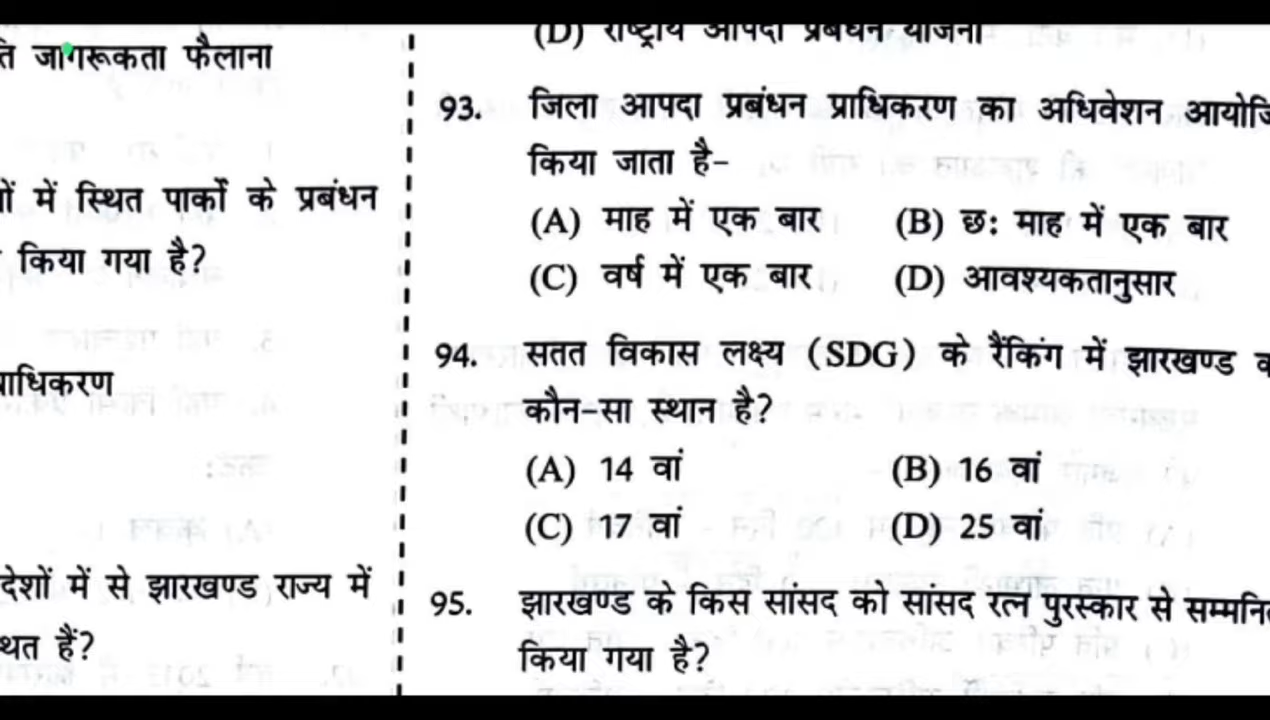 जागरूकता फैलाना
में स्थित पार्कों के प्रबंधन
किया गया है?
देशों में से झारखण्ड राज्य में
हैं?
(D) राष्ट्रीय आपदा प्रबंधन योजना
93. जिला आपदा प्रबंधन प्राधिकरण का अधिवेशन
किया जाता है-
(A) माह में एक बार (B) छः माह में एक बार
(C) वर्ष में एक बार (D) आवश्यकतानुसार
94. सतत विकास लक्ष्य (SDG) के रैंकिंग में झारखण्ड
कौन-सा स्थान है?
(A) 14 वां (B) 16 वां
(C) 17 वां (D) 25 वां
95. झारखण्ड के किस सांसद को सांसद रत्न पुरस्कार से
किया गया है?